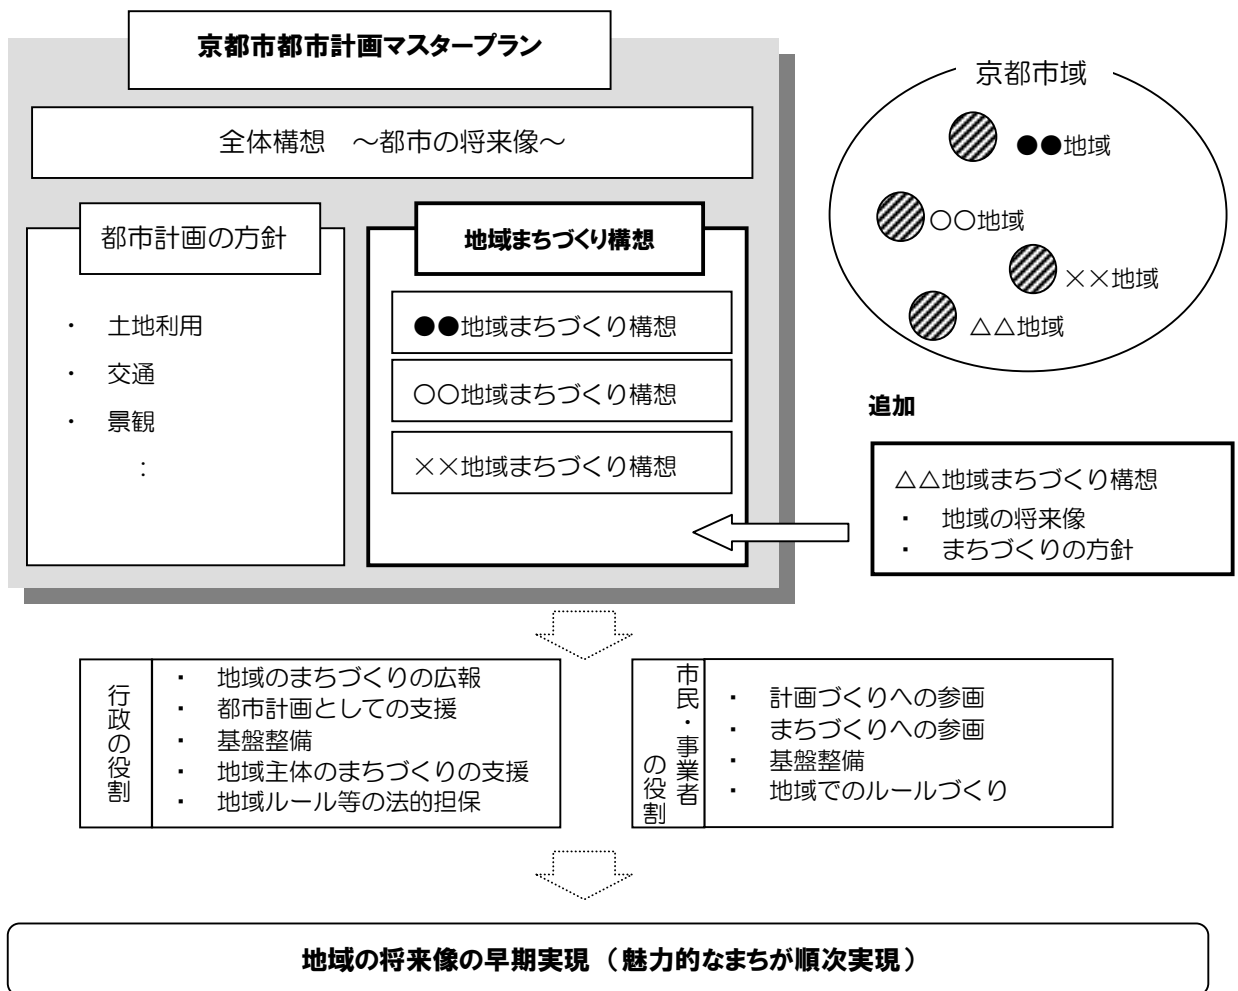 京都市都市計画マスタープラン
全体構想　～都市の将来像～
都市計画の方針
・　土地利用
・　交通
・　景観
：
地域まちづくり構想
●●地域まちづくり構想
○○地域まちづくり構想
××地域まちづくり構想
京都市域
●●地域
○○地域
××地域
△△地域
追加
△△地域まちづくり構想
・　地域の将来像
・　まちづくりの方針
行政の役割
・　地域のまちづくりの広報
・　都市計画としての支援
・　基盤整備
・　地域主体のまちづくりの支援
・　地域ルール等の法的担保
市民・事業者
の役割
・　計画づくりへの参画
・　まちづくりへの参画
・　基盤整備
・　地域でのルールづくり
地域の将来像の早期実現（魅力的なまちが順次実現）